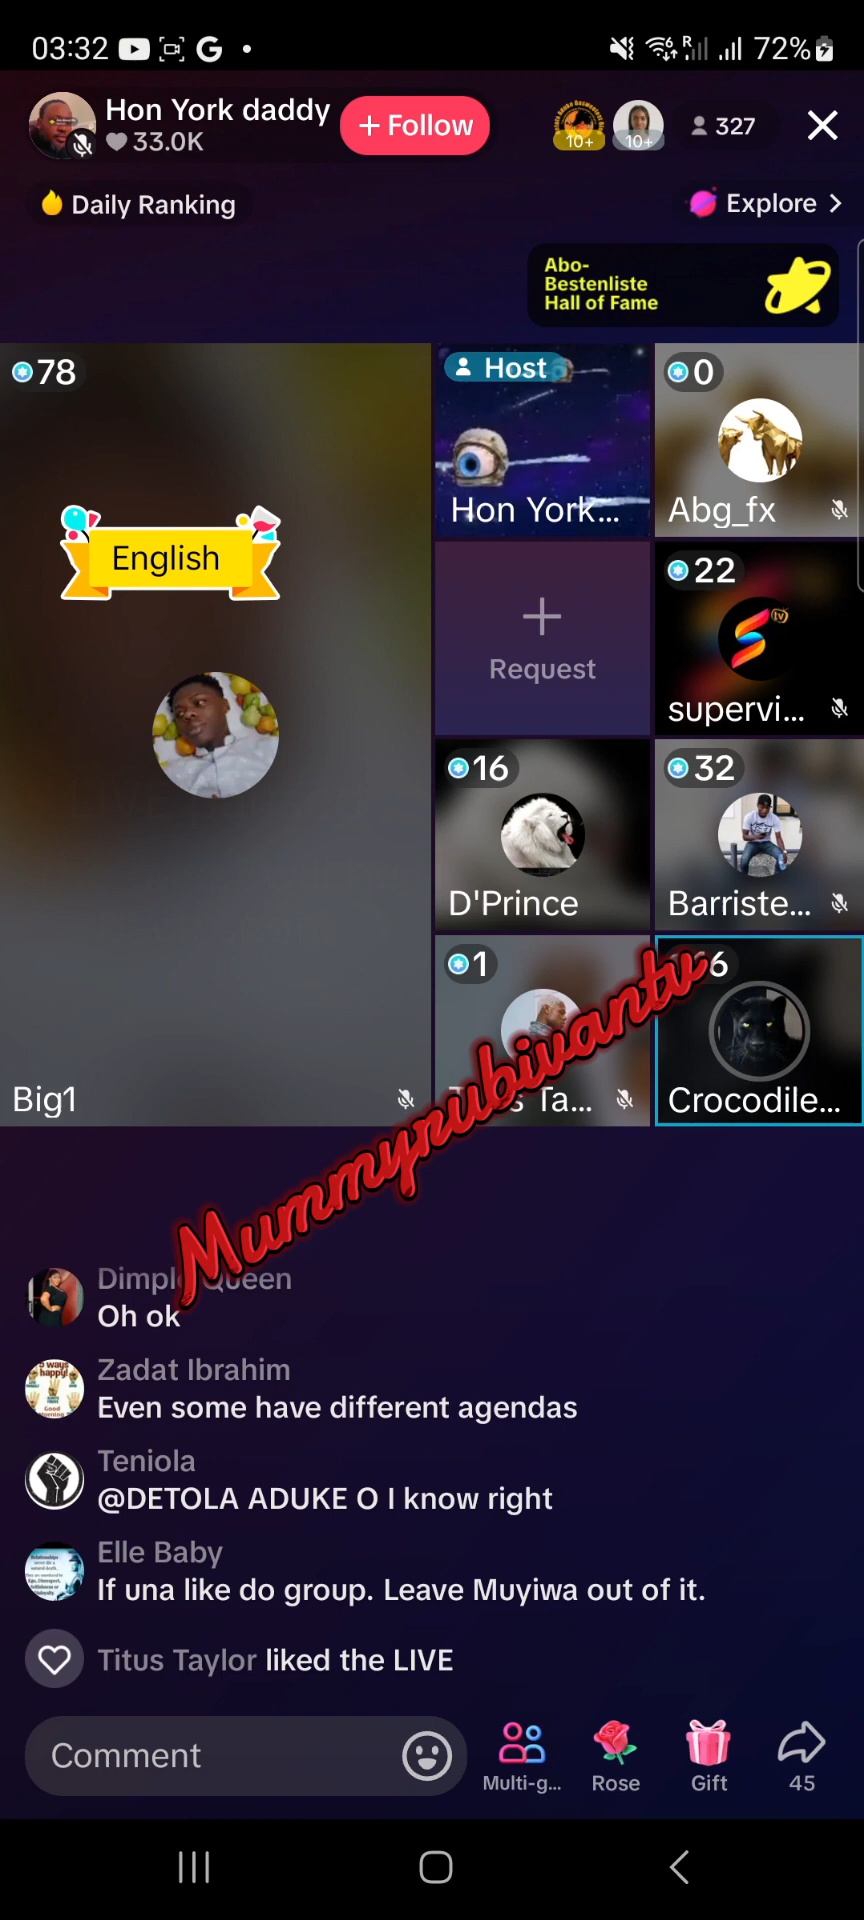 03:32
72%
Hon York daddy
33.0K
+ Follow
10+
10+
327
Daily Ranking
Explore >
Abo-
Bestenliste
Hall of Fame
78
Host
Hon York...
0
Abg_fx
English
Request
22
supervi...
16
D'Prince
32
Barriste...
1
Ta...
6
Crocodile...
Big1
Mummyrubivantv
Dimple Queen
Oh ok
Zadat Ibrahim
Even some have different agendas
Teniola
@DETOLA ADUKE O I know right
Elle Baby
If una like do group. Leave Muyiwa out of it.
Titus Taylor liked the LIVE
Comment
Multi-g...
Rose
Gift
45